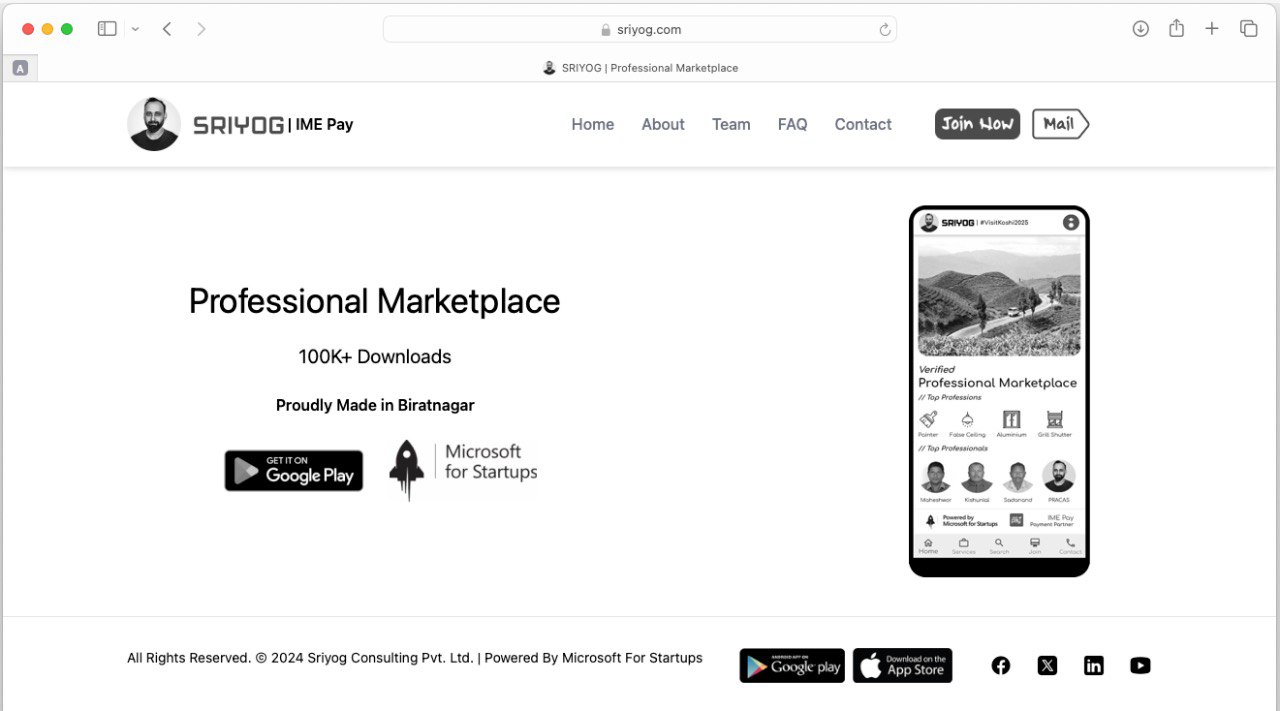 sriyog.com
A
SRIYOG | Professional Marketplace
SRIYOG | IME Pay
Home About Team FAQ Contact Join Now Mail
Professional Marketplace
100K+ Downloads
Proudly Made in Biratnagar
GET IT ON
Google Play
Microsoft
for Startups
SRIYOG | #VisitKoshi2025
Verified
Professional Marketplace
// Top Professions
Painter False Ceiling Aluminium Grill Shutter
// Top Professionals
Maheshwor Kishunlal Sadanand PRACAS
Powered by
Microsoft for Startups
IME Pay
Payment Partner
Home Services Search Join Contact
All Rights Reserved. © 2024 Sriyog Consulting Pvt. Ltd. | Powered By Microsoft For Startups
ANDROID APP ON
Google play
Download on the
App Store